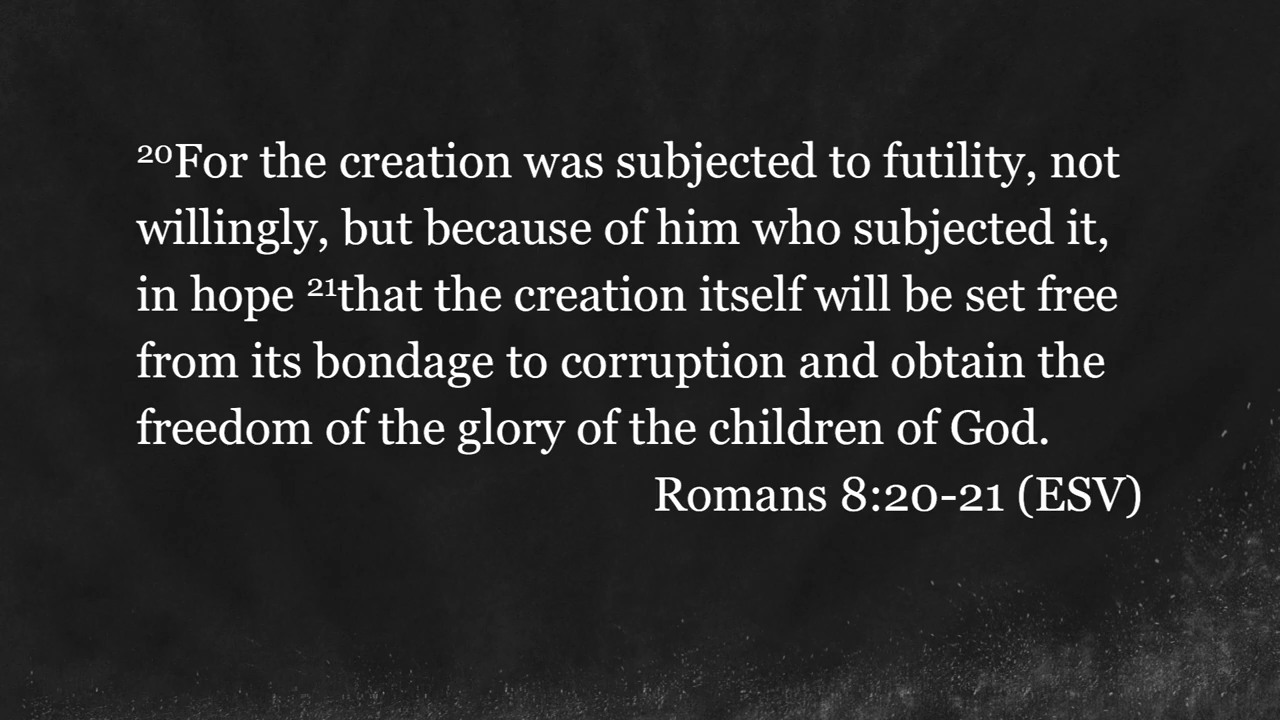 ²⁰For the creation was subjected to futility, not
willingly, but because of him who subjected it,
in hope ²¹that the creation itself will be set free
from its bondage to corruption and obtain the
freedom of the glory of the children of God.
Romans 8:20-21 (ESV)